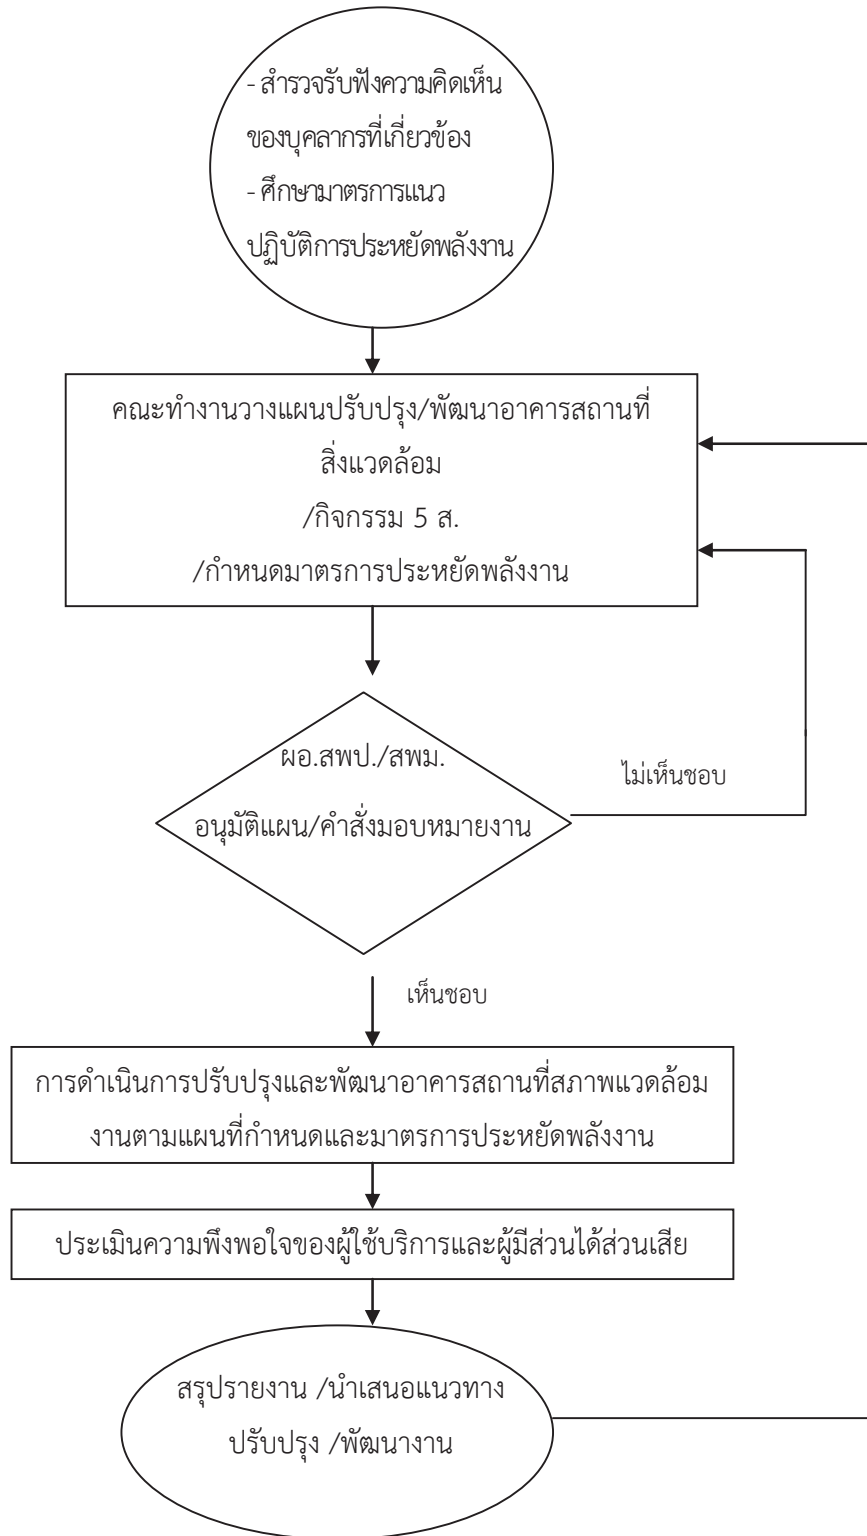 - สำรวจรับฟังความคิดเห็น
ของบุคลากรที่เกี่ยวข้อง
- ศึกษามาตรการแนว
ปฏิบัติการประหยัดพลังงาน
คณะทำงานวางแผนปรับปรุง/พัฒนาอาคารสถานที่
สิ่งแวดล้อม
/กิจกรรม 5 ส.
/กำหนดมาตรการประหยัดพลังงาน
ผอ.สพป./สพม.
อนุมัติแผน/คำสั่งมอบหมายงาน
ไม่เห็นชอบ
เห็นชอบ
การดำเนินการปรับปรุงและพัฒนาอาคารสถานที่สภาพแวดล้อม
งานตามแผนที่กำหนดและมาตรการประหยัดพลังงาน
ประเมินความพึงพอใจของผู้ใช้บริการและผู้มีส่วนได้ส่วนเสีย
สรุปรายงาน /นำเสนอแนวทาง
ปรับปรุง /พัฒนางาน